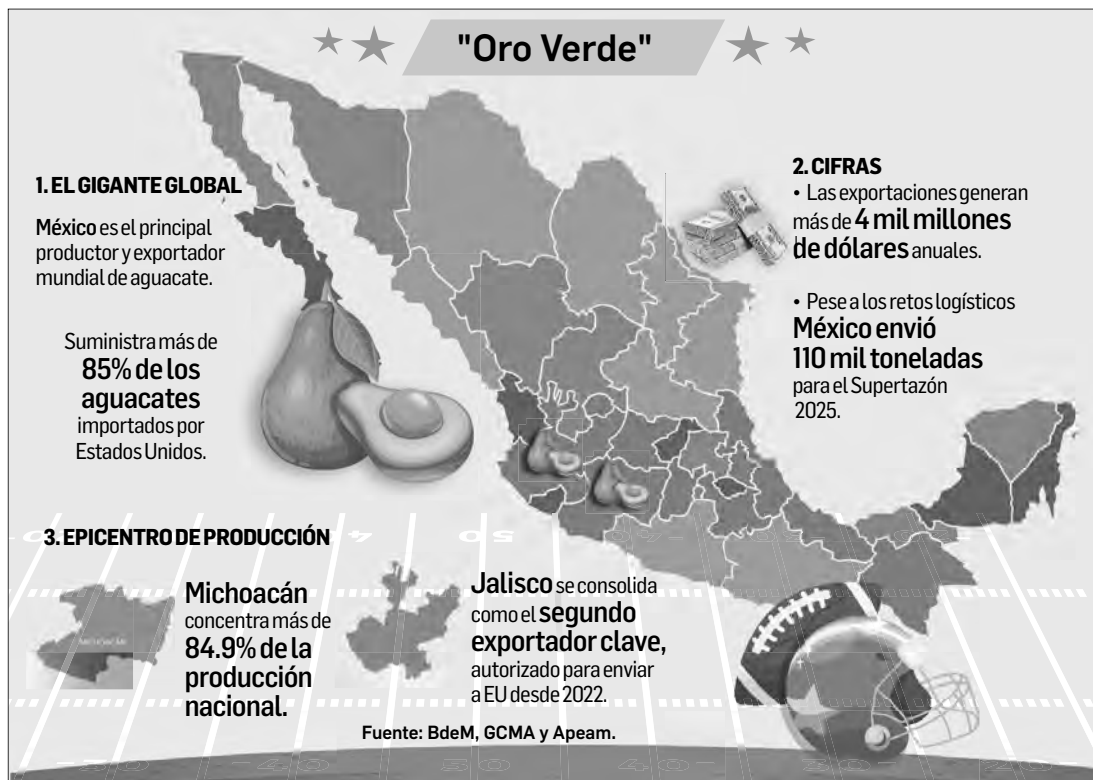 "Oro Verde"
1. EL GIGANTE GLOBAL
México es el principal
productor y exportador
mundial de aguacate.
Suministra más de
85% de los
aguacates
importados por
Estados Unidos.
2. CIFRAS
• Las exportaciones generan
más de 4 mil millones
de dólares anuales.
• Pese a los retos logísticos
México envió
110 mil toneladas
para el Supertazón
2025.
3. EPICENTRO DE PRODUCCIÓN
Michoacán
concentra más de
84.9% de la
producción
nacional.
Jalisco se consolida
como el segundo
exportador clave,
autorizado para enviar
a EU desde 2022.
Fuente: BdeM, GCMA y Apeam.